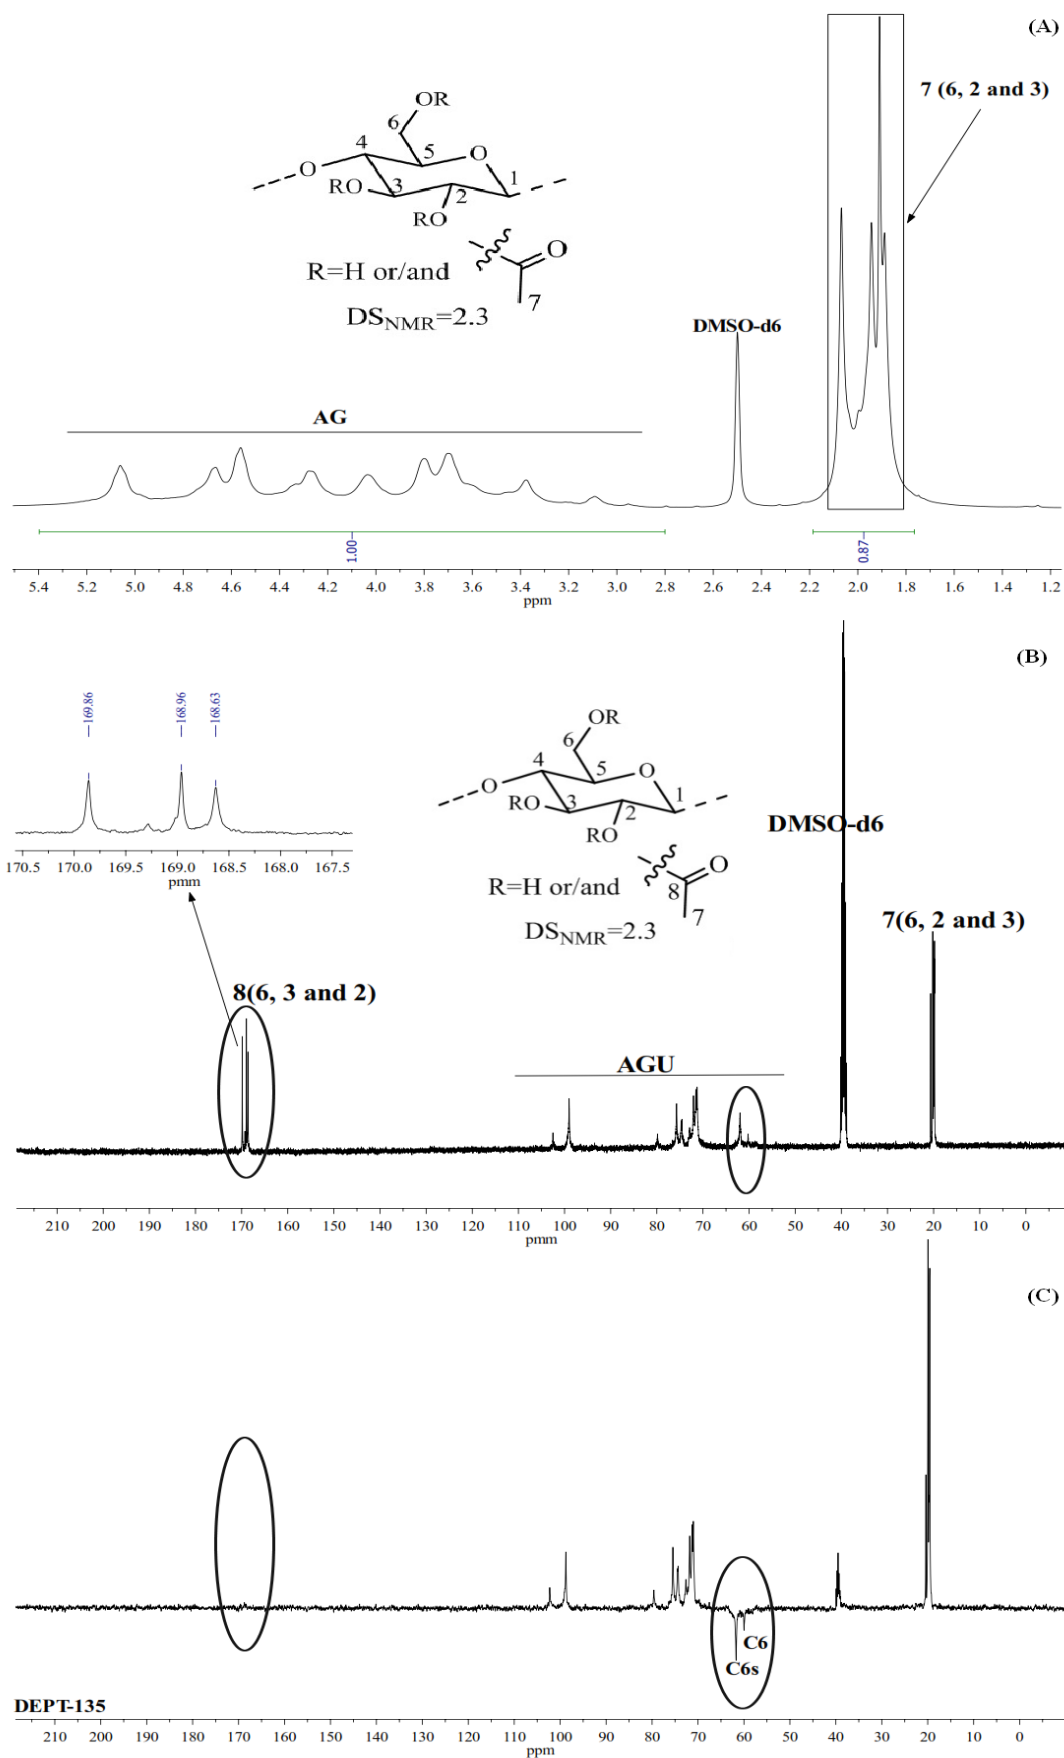 (A)
7 (6, 2 and 3)
OR
6
4
5
O
O
1
RO
3
2
RO
R=H or/and
O
7
DSNMR=2.3
DMSO-d6
AG
1.00
0.87
5.4 5.2 5.0 4.8 4.6 4.4 4.2 4.0 3.8 3.6 3.4 3.2 3.0 2.8 2.6 2.4 2.2 2.0 1.8 1.6 1.4 1.2
ppm
(B)
169.86
168.96
168.63
170.5 170.0 169.5 169.0 168.5 168.0 167.5
pmm
OR
6
4
5
O
O
1
RO
3
2
RO
R=H or/and
O
8
7
DSNMR=2.3
DMSO-d6
7(6, 2 and 3)
8(6, 3 and 2)
AGU
210 200 190 180 170 160 150 140 130 120 110 100 90 80 70 60 50 40 30 20 10 0
pmm
(C)
C6
C6s
DEPT-135
210 200 190 180 170 160 150 140 130 120 110 100 90 80 70 60 50 40 30 20 10 0
ppm